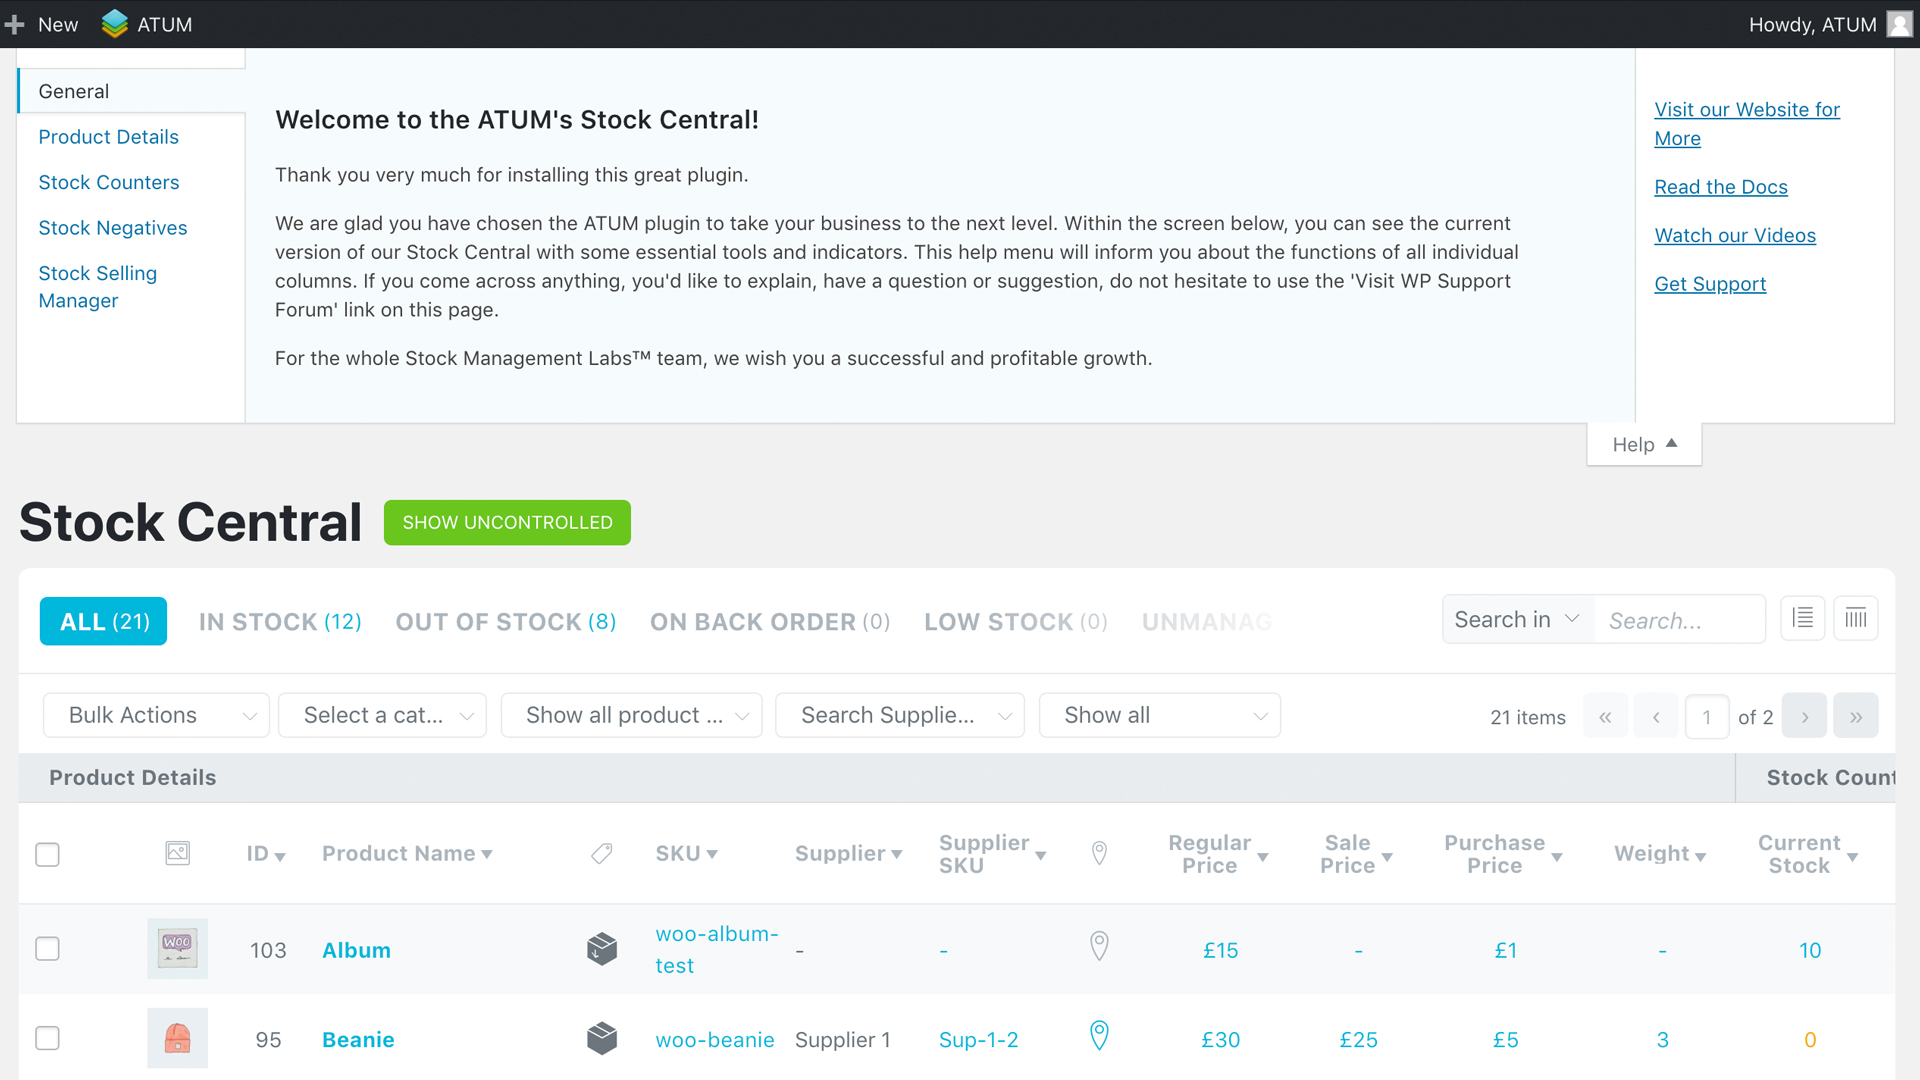 New ATUM Howdy, ATUM
General
Product Details
Stock Counters
Stock Negatives
Stock Selling
Manager
Welcome to the ATUM's Stock Central!
Thank you very much for installing this great plugin.
We are glad you have chosen the ATUM plugin to take your business to the next level. Within the screen below, you can see the current
version of our Stock Central with some essential tools and indicators. This help menu will inform you about the functions of all individual
columns. If you come across anything, you'd like to explain, have a question or suggestion, do not hesitate to use the 'Visit WP Support
Forum' link on this page.
For the whole Stock Management Labs™ team, we wish you a successful and profitable growth.
Visit our Website for
More
Read the Docs
Watch our Videos
Get Support
Help
Stock Central SHOW UNCONTROLLED
ALL (21) IN STOCK (12) OUT OF STOCK (8) ON BACK ORDER (0) LOW STOCK (0) UNMANAG Search in Search...
Bulk Actions Select a cat... Show all product ... Search Supplie... Show all 21 items « ‹ 1 of 2 › »
Product Details Stock Count
ID Product Name SKU Supplier Supplier SKU Regular Price Sale Price Purchase Price Weight Current Stock
WOO
103 Album woo-album-test - - £15 - £1 - 10
95 Beanie woo-beanie Supplier 1 Sup-1-2 £30 £25 £5 3 0